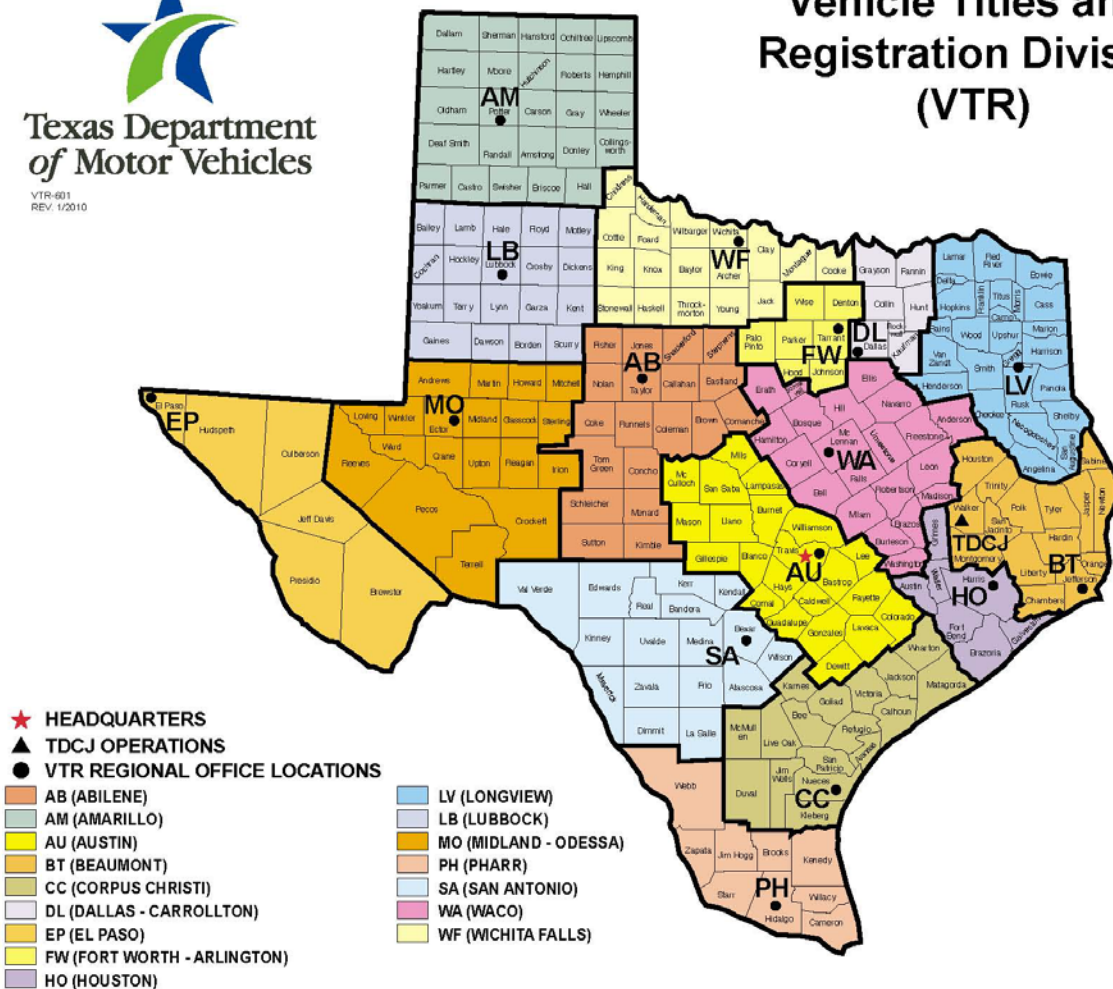 Vehicle Titles an
Registration Divis
(VTR)
Texas Department
of Motor Vehicles
VTR-601
REV. 1/2010
Dallam Sherman Hansford Ochiltree Lipscomb
Hartley Moore Hutchinson Roberts Hemphill
AM
Oldham Potter Carson Gray Wheeler
Deaf Smith Randall Armstrong Donley Collings-
worth
Parmer Castro Swisher Briscoe Hall
Childress Hardeman
Bailey Lamb Hale Floyd Motley
Cottle Foard Wilbarger Wichita Clay Montague Cooke
LB
WF
Cochran Hockley Lubbock Crosby Dickens
King Knox Baylor Archer
Yoakum Terry Lynn Garza Kent
Stonewall Haskell Throck-
morton Young Jack
Gaines Dawson Borden Scurry
Grayson Fannin
Collin Hunt
DL
Dallas Rock-
wall
Kaufman
Wise Denton
Palo
Pinto Parker Tarrant
FW
Hood Johnson
Lamar Red
River Bowie
Delta Hopkins Franklin Titus Morris Cass
Camp
Rains Wood Upshur Marion
Van
Zandt Smith Gregg Harrison
LV
Henderson Rusk Panola
Cherokee Nacogdoches Shelby
Angelina San
Augustine
Fisher Jones Shackelford Stephens
AB
Nolan Taylor Callahan Eastland
Coke Runnels Coleman Brown Comanche
Tom
Green Concho
Schleicher Menard
Sutton Kimble
Andrews Martin Howard Mitchell
MO
Loving Winkler Ector Midland Glasscock Sterling
Ward Crane Upton Reagan Irion
Reeves
Pecos Crockett
Terrell
El Paso
EP
Hudspeth
Culberson
Jeff Davis
Presidio Brewster
Erath Ellis
Bosque Hill Navarro
Hamilton Mc
Lennan Limestone Freestone Anderson
WA
Coryell Falls Leon
Bell Robertson Madison
Milam Brazos
Burleson
Washington
Mills
Mc
Culloch San Saba Lampasas
Burnet
Mason Llano Williamson
Gillespie Blanco Travis Lee
AU
Hays Bastrop
Comal Caldwell Fayette
Guadalupe Colorado
Gonzales Lavaca
Dewitt
Houston Sabine
Trinity
Walker Polk Tyler Jasper Newton
San
Jacinto
TDCJ
Hardin
Montgomery
BT
Liberty Orange
Jefferson
Chambers
Grimes
Austin Waller Harris
HO
Fort
Bend Galveston
Brazoria
Val Verde Edwards Kerr
Real Bandera Kendall
Kinney Uvalde Medina Bexar
SA
Wilson
Maverick Zavala Frio Atascosa
Dimmit La Salle
Wharton
Karnes Jackson Matagorda
Goliad Victoria
Bee Calhoun
McMull
en Live Oak Refugio
Aransas
San
Patricio
Jim
Wells
Duval Nueces
CC
Kleberg
Webb
Zapata Jim Hogg Brooks Kenedy
PH
Starr Hidalgo Willacy
Cameron
HEADQUARTERS
TDCJ OPERATIONS
VTR REGIONAL OFFICE LOCATIONS
AB (ABILENE)
AM (AMARILLO)
AU (AUSTIN)
BT (BEAUMONT)
CC (CORPUS CHRISTI)
DL (DALLAS - CARROLLTON)
EP (EL PASO)
FW (FORT WORTH - ARLINGTON)
HO (HOUSTON)
LV (LONGVIEW)
LB (LUBBOCK)
MO (MIDLAND - ODESSA)
PH (PHARR)
SA (SAN ANTONIO)
WA (WACO)
WF (WICHITA FALLS)